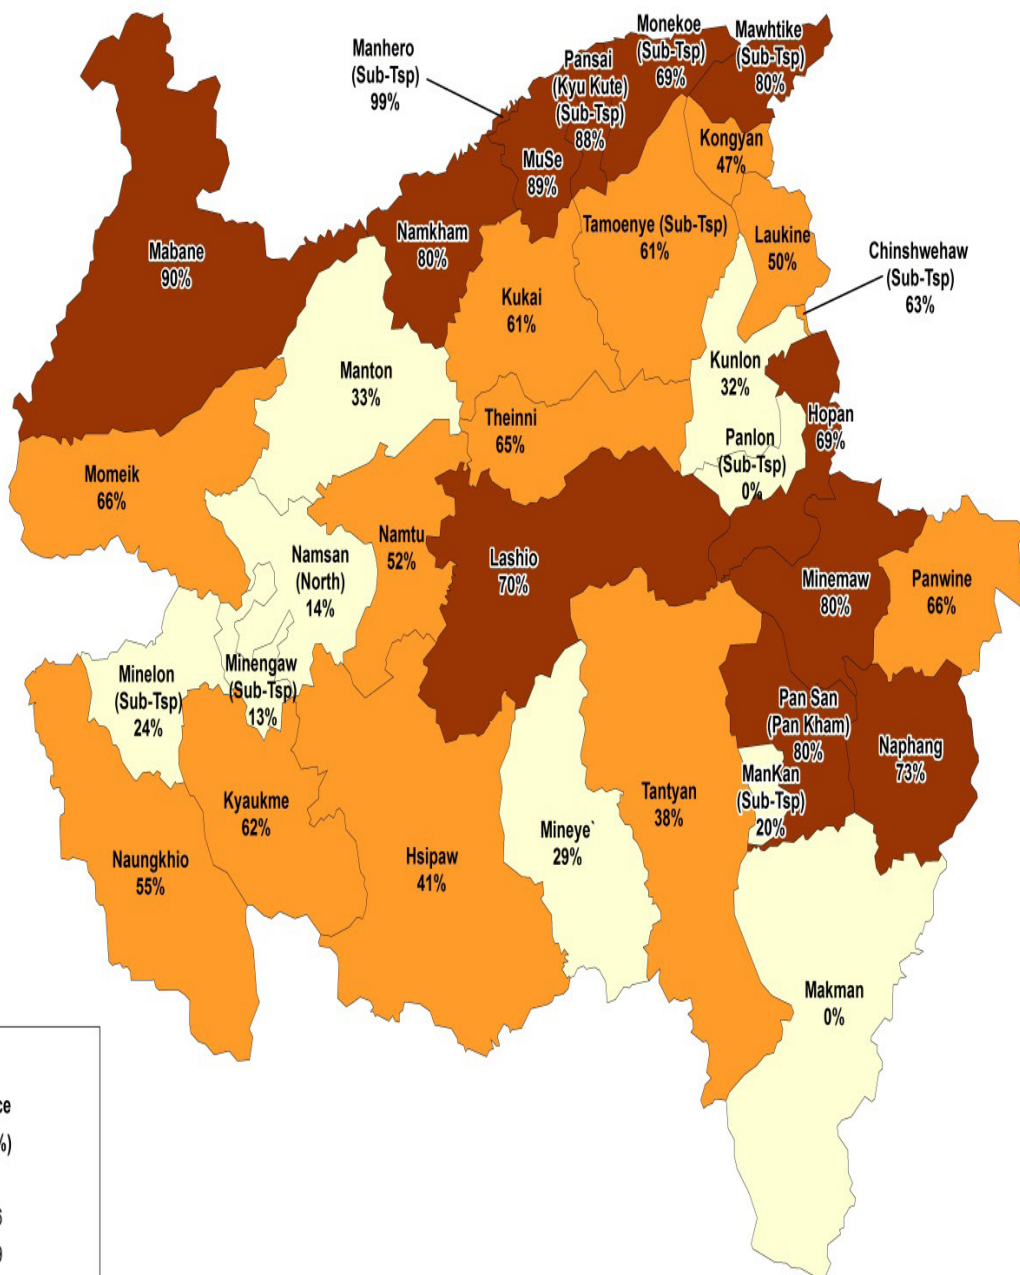 Monekoe
(Sub-Tsp)
69%
Mawhtike
(Sub-Tsp)
80%
Manhero
(Sub-Tsp)
99%
Pansai
(Kyu Kute)
(Sub-Tsp)
88%
Kongyan
47%
MuSe
89%
Namkham
80%
Tamoenye (Sub-Tsp)
61%
Laukine
50%
Chinshwehaw
(Sub-Tsp)
63%
Mabane
90%
Kukai
61%
Manton
33%
Kunlon
32%
Theinni
65%
Hopan
69%
Panlon
(Sub-Tsp)
0%
Momeik
66%
Namtu
52%
Namsan
(North)
14%
Lashio
70%
Minemaw
80%
Panwine
66%
Minelon
(Sub-Tsp)
24%
Minengaw
(Sub-Tsp)
13%
Pan San
(Pan Kham)
80%
Naphang
73%
ManKan
(Sub-Tsp)
20%
Kyaukme
62%
Tantyan
38%
Mineye`
29%
Hsipaw
41%
Naungkhio
55%
Makman
0%
%)